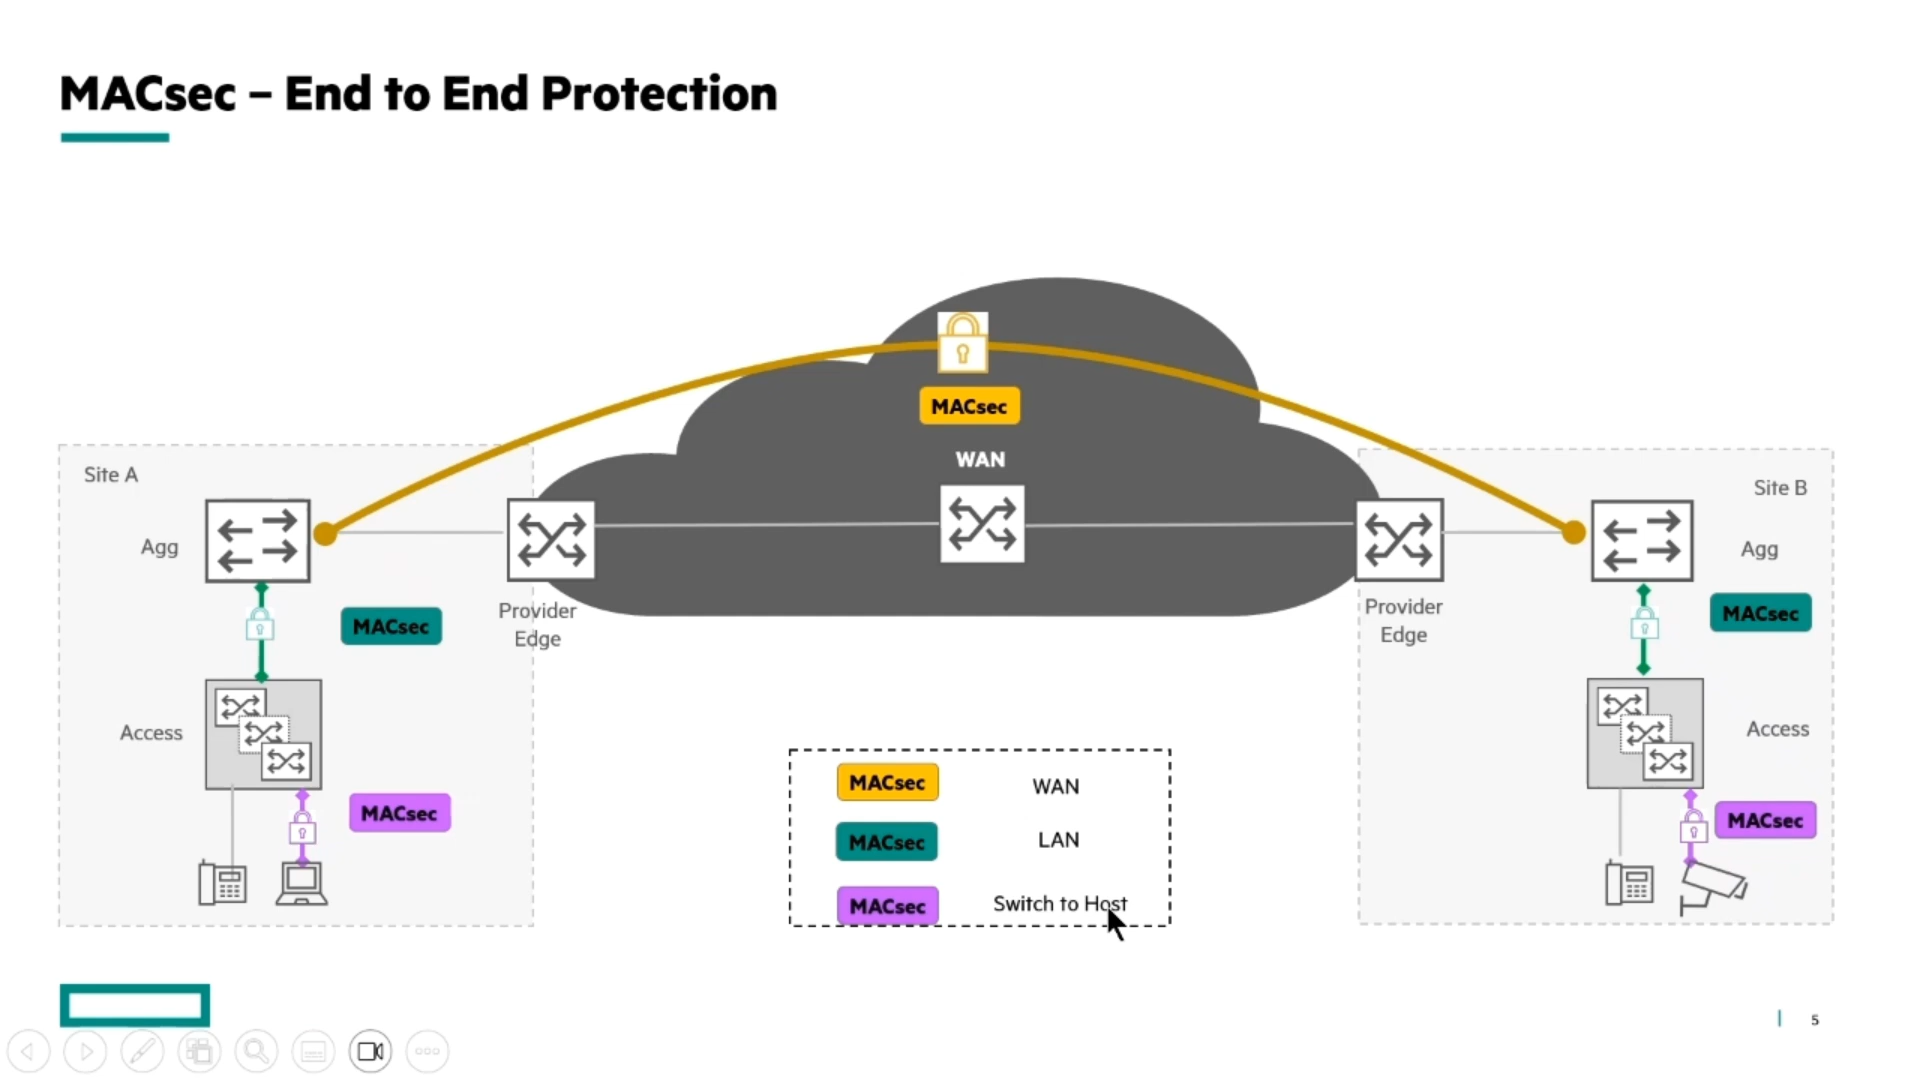 MACsec – End to End Protection
MACsec
WAN
Site A
Site B
Agg
Agg
MACsec
Provider
Edge
Provider
Edge
MACsec
Access
Access
MACsec
MACsec
MACsec WAN
MACsec LAN
MACsec Switch to Host
5